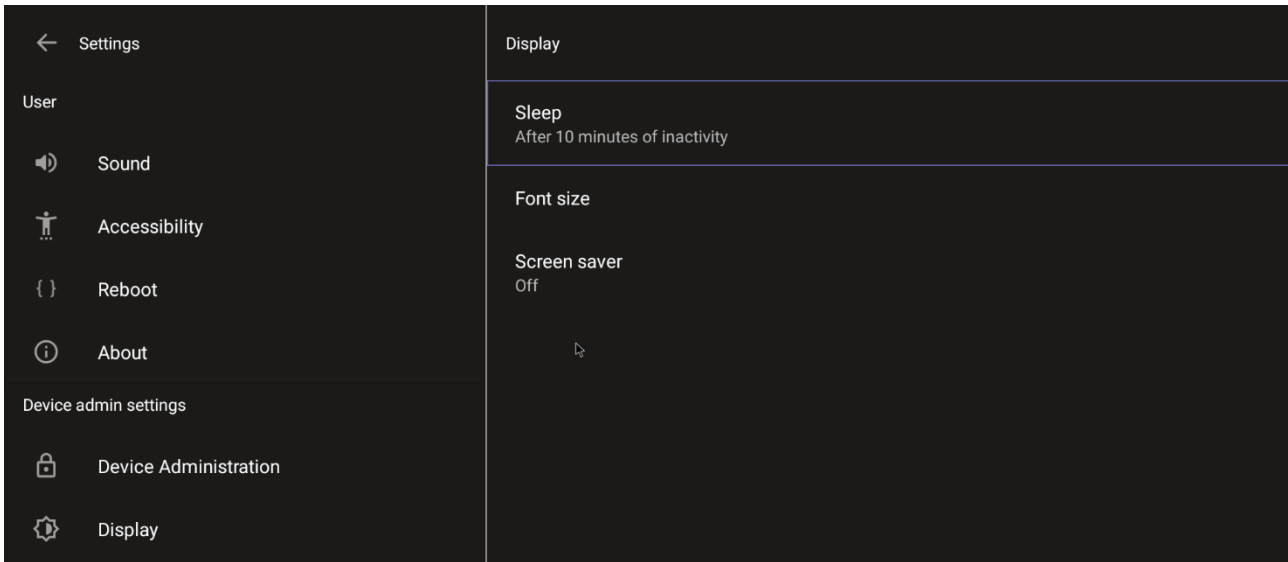 Settings
User
Sound
Accessibility
{ } Reboot
About
Device admin settings
Device Administration
Display
Display
Sleep
After 10 minutes of inactivity
Font size
Screen saver
Off